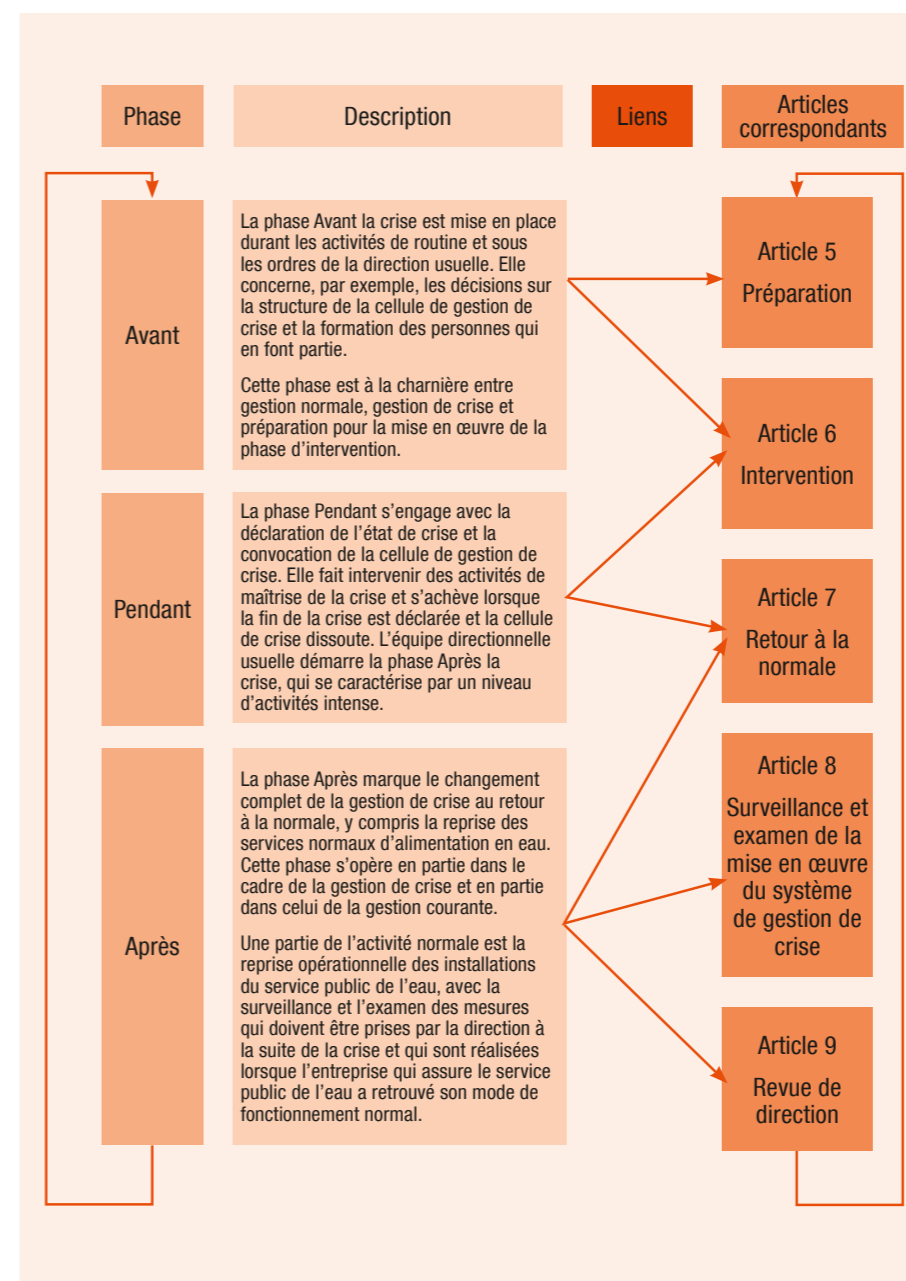 Phase
Description
Liens
Articles
correspondants
Avant
La phase Avant la crise est mise en place
durant les activités de routine et sous
les ordres de la direction usuelle. Elle
concerne, par exemple, les décisions sur
la structure de la cellule de gestion de
crise et la formation des personnes qui
en font partie.
Cette phase est à la charnière entre
gestion normale, gestion de crise et
préparation pour la mise en œuvre de la
phase d’intervention.
Article 5
Préparation
Article 6
Intervention
Pendant
La phase Pendant s’engage avec la
déclaration de l’état de crise et la
convocation de la cellule de gestion de
crise. Elle fait intervenir des activités de
maîtrise de la crise et s’achève lorsque
la fin de la crise est déclarée et la cellule
de crise dissoute. L’équipe directionnelle
usuelle démarre la phase Après la
crise, qui se caractérise par un niveau
d’activités intense.
Article 7
Retour à la
normale
Après
La phase Après marque le changement
complet de la gestion de crise au retour
à la normale, y compris la reprise des
services normaux d’alimentation en eau.
Cette phase s’opère en partie dans le
cadre de la gestion de crise et en partie
dans celui de la gestion courante.
Une partie de l’activité normale est la
reprise opérationnelle des installations
du service public de l’eau, avec la
surveillance et l’examen des mesures
qui doivent être prises par la direction à
la suite de la crise et qui sont réalisées
lorsque l’entreprise qui assure le service
public de l’eau a retrouvé son mode de
fonctionnement normal.
Article 8
Surveillance et
examen de la
mise en œuvre
du système
de gestion de
crise
Article 9
Revue de
direction